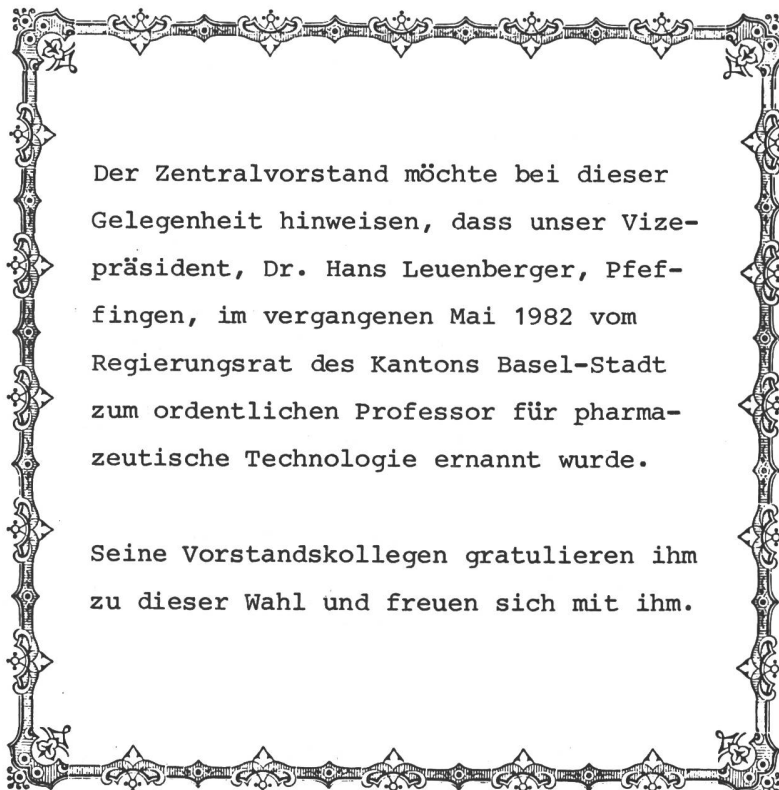 Der Zentralvorstand möchte bei dieser
Gelegenheit hinweisen, dass unser Vize-
präsident, Dr. Hans Leuenberger, Pfef-
fingen, im vergangenen Mai 1982 vom
Regierungsrat des Kantons Basel-Stadt
zum ordentlichen Professor für pharma-
zeutische Technologie ernannt wurde.
Seine Vorstandskollegen gratulieren ihm
zu dieser Wahl und freuen sich mit ihm.